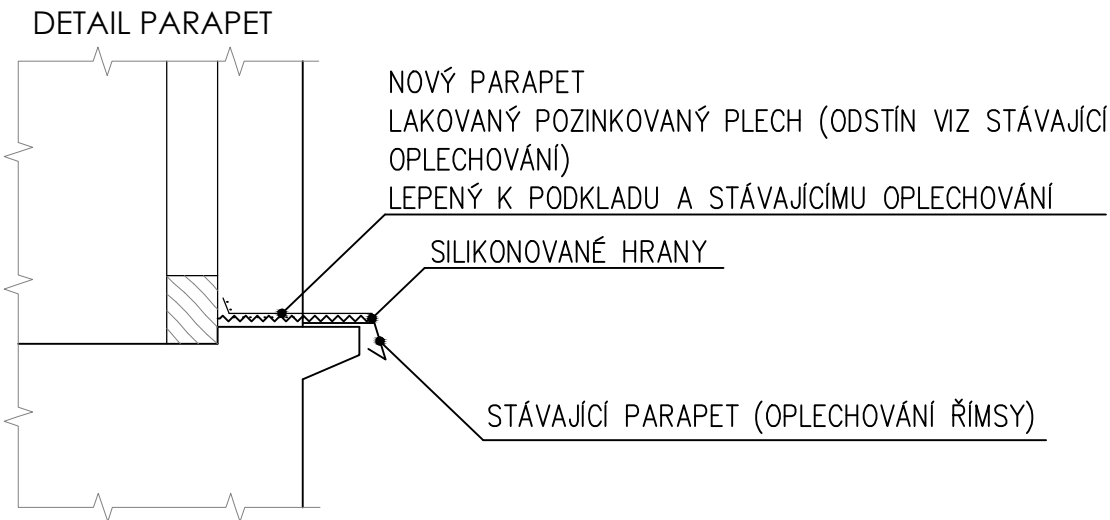 DETAIL PARAPET
NOVÝ PARAPET
LAKOVANÝ POZINKOVANÝ PLECH (ODSTÍN VIZ STÁVAJÍCÍ
OPLECHOVÁNÍ)
LEPENÝ K PODKLADU A STÁVAJÍCÍMU OPLECHOVÁNÍ
SILIKONOVANÉ HRANY
STÁVAJÍCÍ PARAPET (OPLECHOVÁNÍ ŘÍMSY)